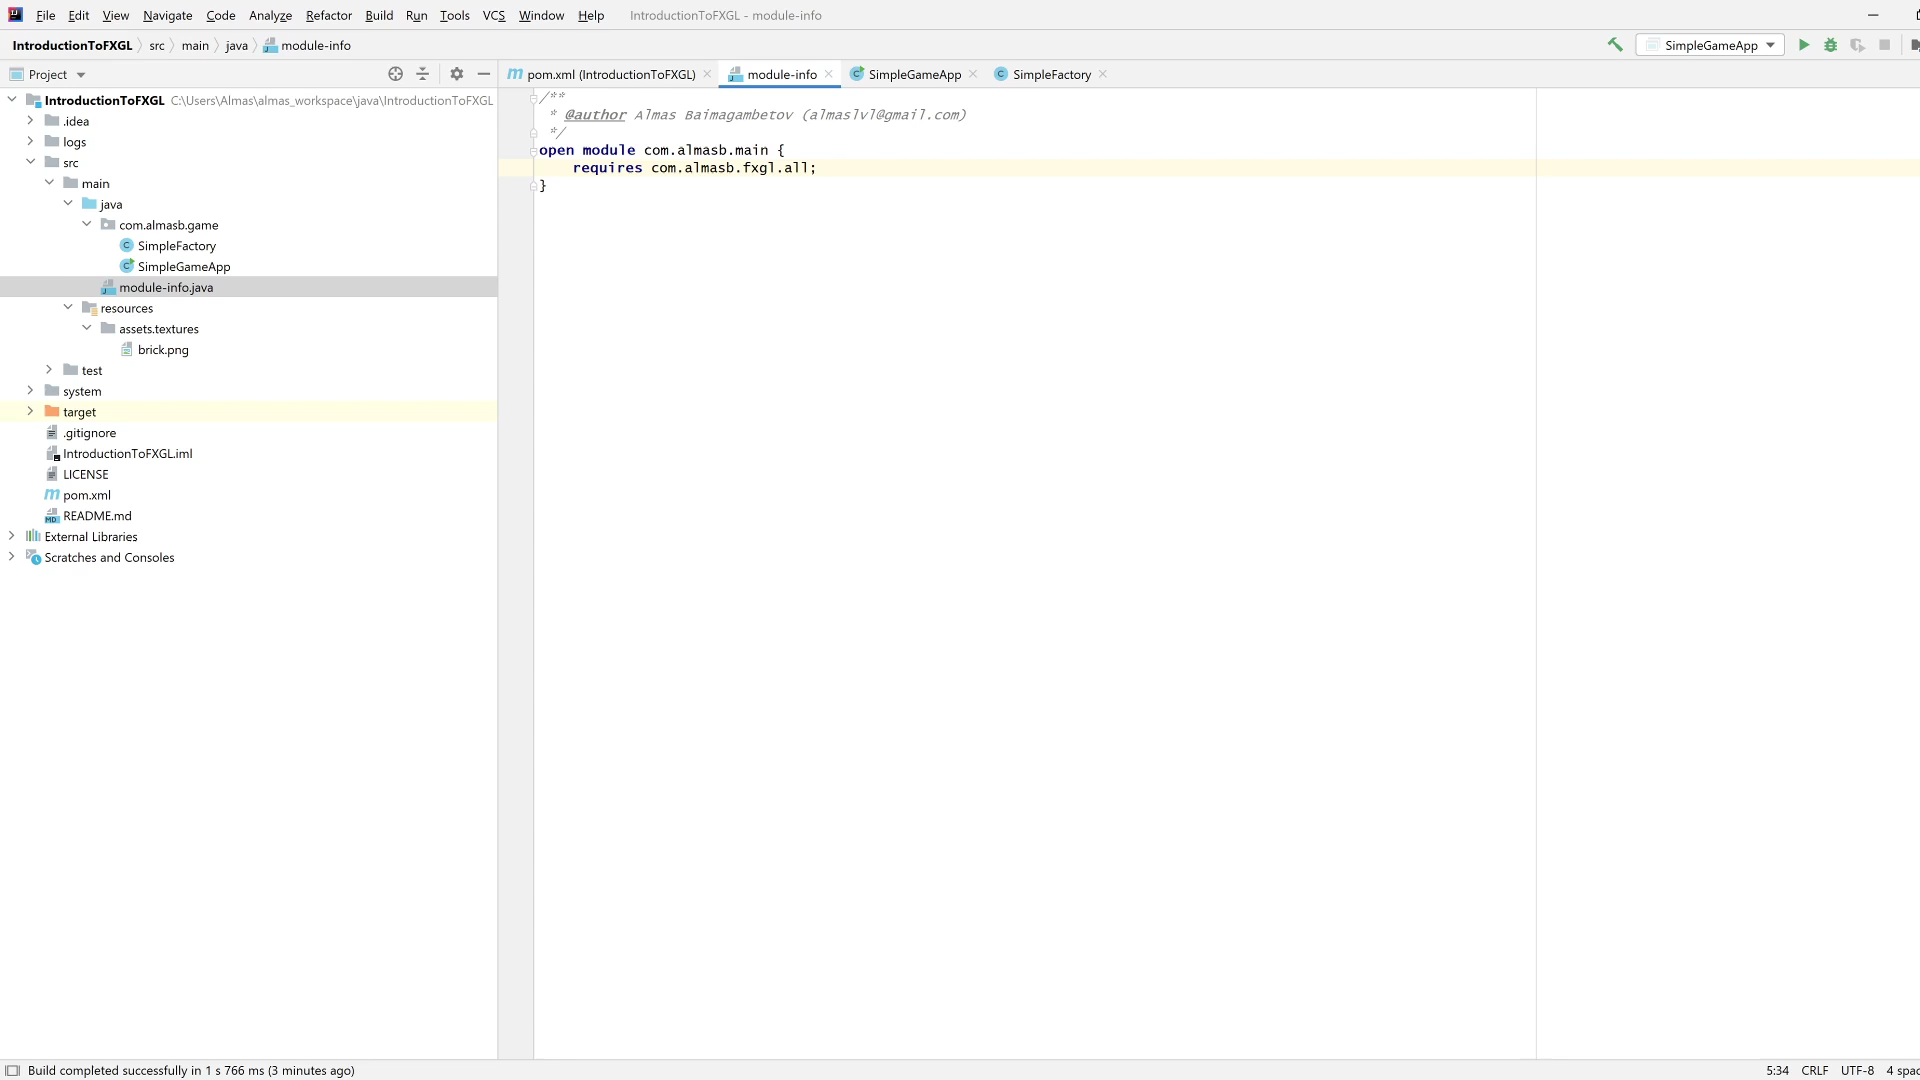 File Edit View Navigate Code Analyze Refactor Build Run Tools VCS Window Help IntroductionToFXGL - module-info
IntroductionToFXGL src main java module-info SimpleGameApp
Project pom.xml (IntroductionToFXGL) module-info SimpleGameApp SimpleFactory
IntroductionToFXGL C:\Users\Almas\almas_workspace\java\IntroductionToFXGL
.idea
logs
src
main
java
com.almasb.game
SimpleFactory
SimpleGameApp
module-info.java
resources
assets.textures
brick.png
test
system
target
.gitignore
IntroductionToFXGL.iml
LICENSE
pom.xml
README.md
External Libraries
Scratches and Consoles
/**
* @author Almas Baimagambetov (almaslvl@gmail.com)
*/
open module com.almasb.main {
requires com.almasb.fxgl.all;
}
Build completed successfully in 1 s 766 ms (3 minutes ago) 5:34 CRLF UTF-8 4 spac